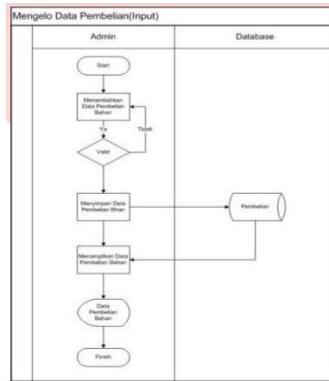 Mengelo Data Pembelian(Input)
Admin
Database
Start
Menambahkan
Data Pembelian
Bahan
Ya
Tidak
Valid
Menyimpan Data
Pembelian Bhan
Pembelian
Menampilkan Data
Pembelian Bahan
Data
Pembelian
Bahan
Finish